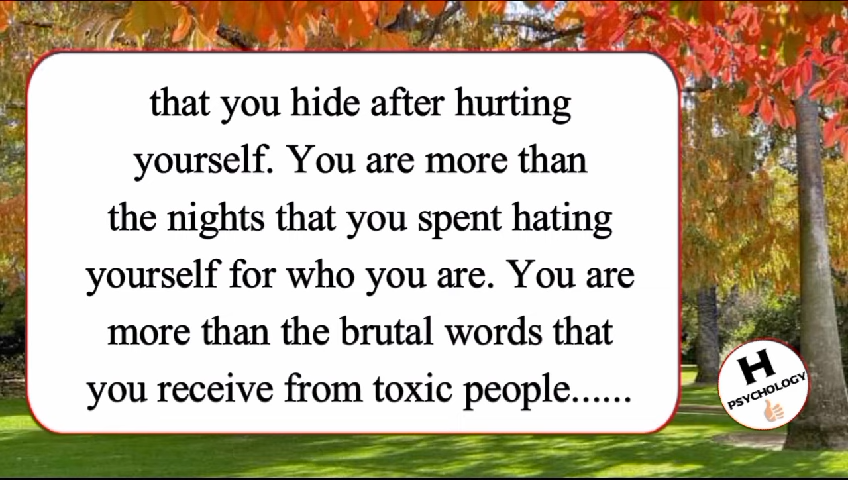 that you hide after hurting
yourself. You are more than
the nights that you spent hating
yourself for who you are. You are
more than the brutal words that
you receive from toxic people......
H
PSYCHOLOGY